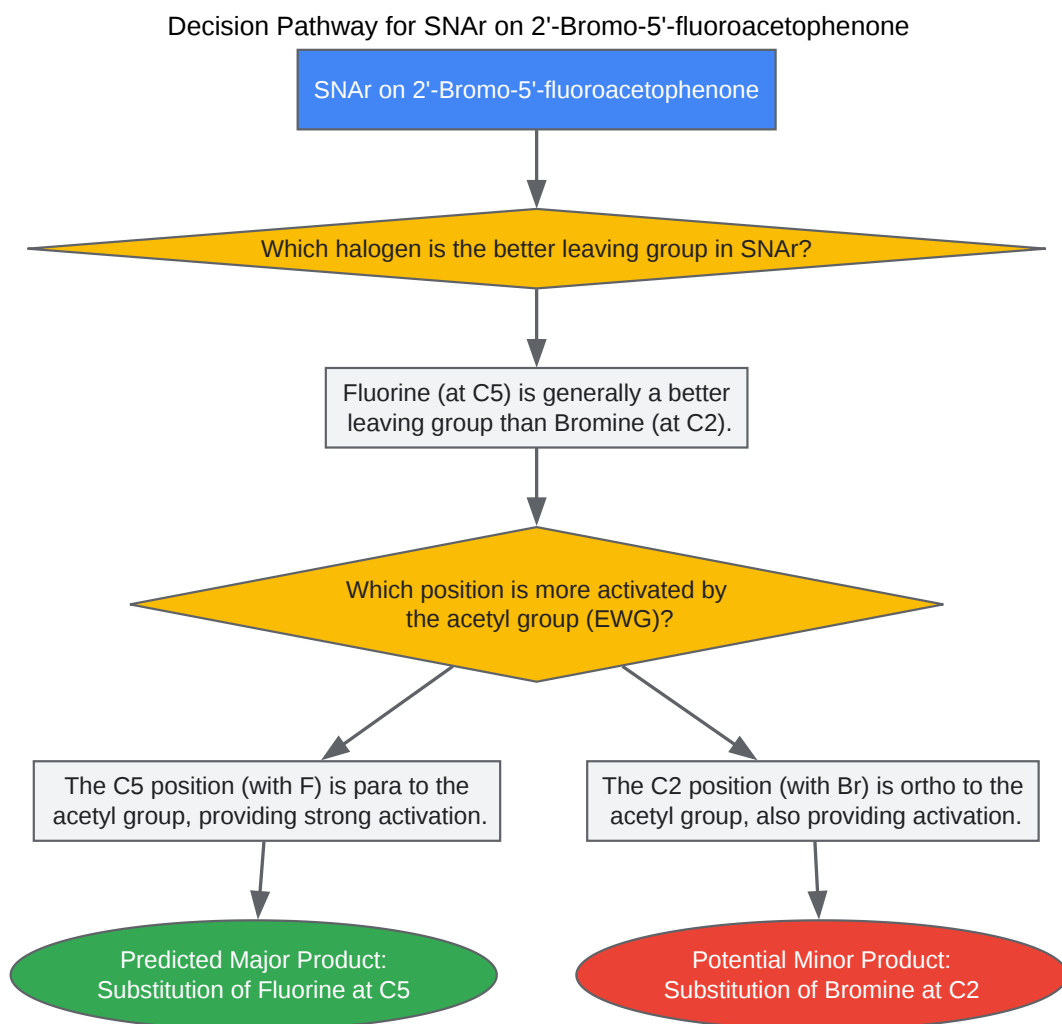 Decision Pathway for SNAr on 2'-Bromo-5'-fluoroacetophenone
SNAr on 2'-Bromo-5'-fluoroacetophenone
Which halogen is the better leaving group in SNAr?
Fluorine (at C5) is generally a better
leaving group than Bromine (at C2).
Which position is more activated by
the acetyl group (EWG)?
The C5 position (with F) is para to the
acetyl group, providing strong activation.
The C2 position (with Br) is ortho to the
acetyl group, also providing activation.
Predicted Major Product:
Substitution of Fluorine at C5
Potential Minor Product:
Substitution of Bromine at C2